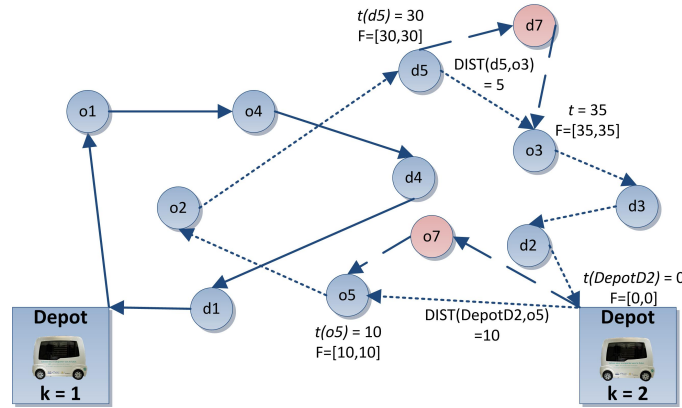 t(d5) = 30
F=[30,30]
d7
d5
DIST(d5,o3)
= 5
o1
o4
t = 35
F=[35,35]
o3
d4
o2
d3
o7
d2
t(DepotD2) = 0
F=[0,0]
o5
d1
DIST(DepotD2,o5)
=10
t(o5) = 10
F=[10,10]
Depot
k = 1
Depot
k = 2